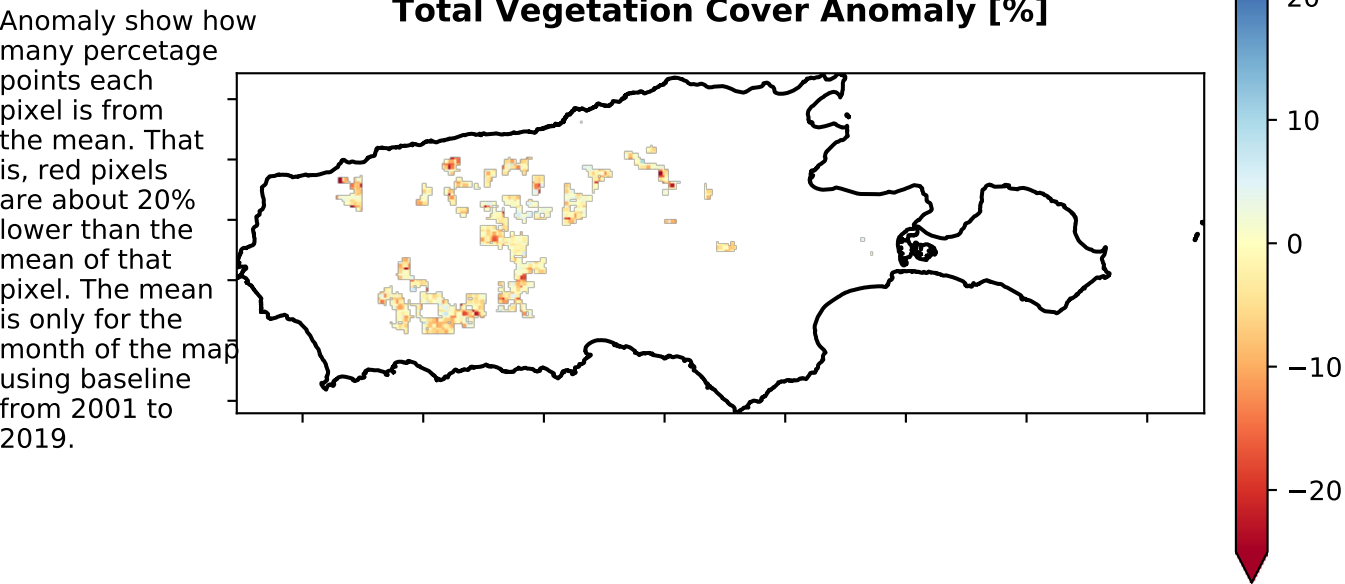 Total Vegetation Cover Anomaly [%]
Anomaly show how
many percetage
points each
pixel is from
the mean. That
is, red pixels
are about 20%
lower than the
mean of that
pixel. The mean
is only for the
month of the map
using baseline
from 2001 to
2019.
20
10
0
−10
−20